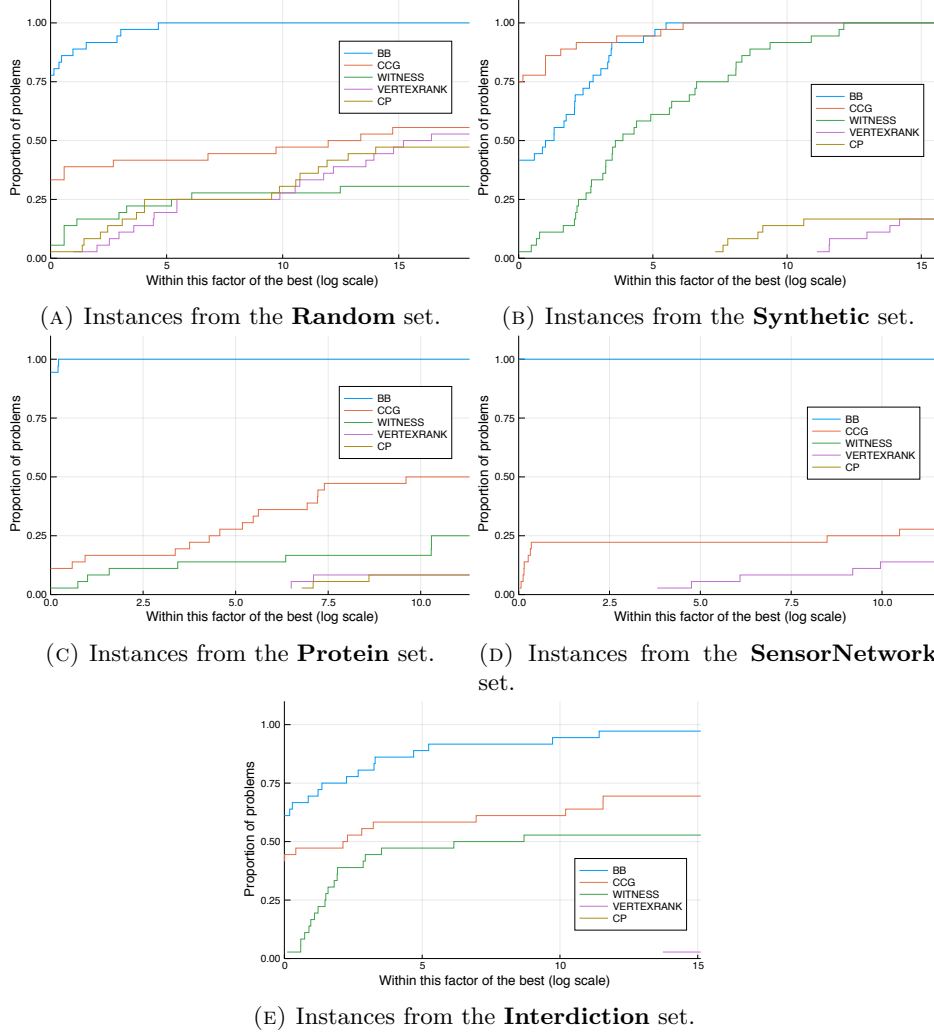 1.00
0.75
0.50
0.25
0.00
Proportion of problems
BB
CCG
WITNESS
VERTEXRANK
CP
0
5
10
15
Within this factor of the best (log scale)
(A) Instances from the Random set.
1.00
0.75
0.50
0.25
0.00
Proportion of problems
BB
CCG
WITNESS
VERTEXRANK
CP
0
5
10
15
Within this factor of the best (log scale)
(B) Instances from the Synthetic set.
1.00
0.75
0.50
0.25
0.00
Proportion of problems
BB
CCG
WITNESS
VERTEXRANK
CP
0.0
2.5
5.0
7.5
10.0
Within this factor of the best (log scale)
(C) Instances from the Protein set.
1.00
0.75
0.50
0.25
0.00
Proportion of problems
BB
CCG
WITNESS
VERTEXRANK
CP
0.0
2.5
5.0
7.5
10.0
Within this factor of the best (log scale)
(D) Instances from the SensorNetwork
set.
1.00
0.75
0.50
0.25
0.00
Proportion of problems
BB
CCG
WITNESS
VERTEXRANK
CP
0
5
10
15
Within this factor of the best (log scale)
(E) Instances from the Interdiction set.